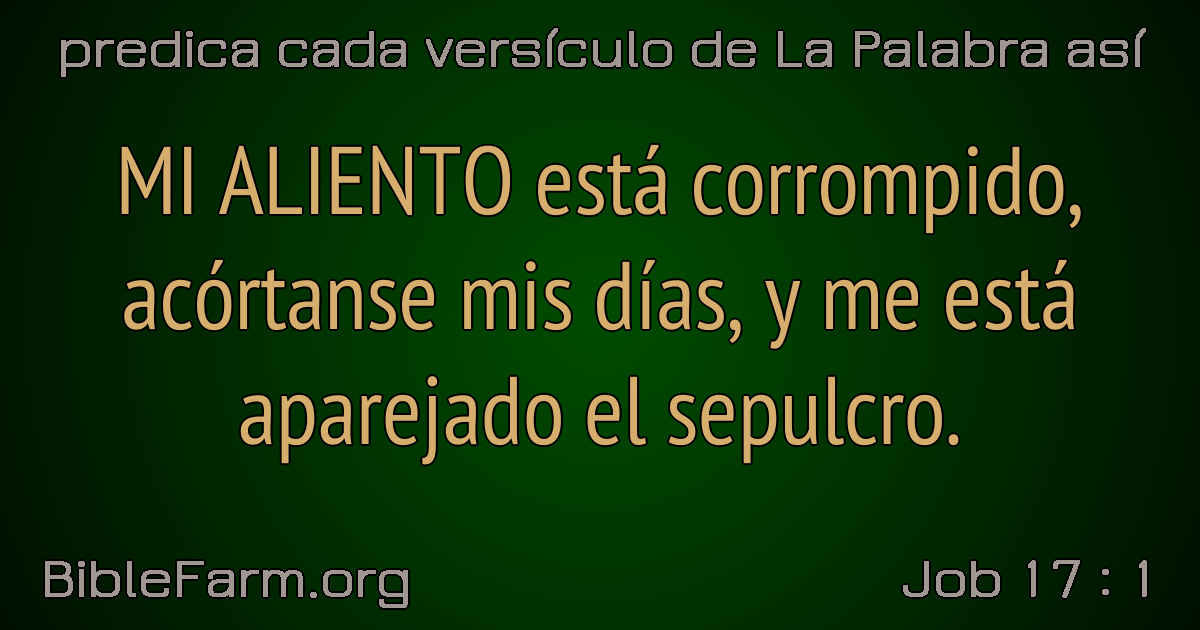 predica cada versículo de La Palabra así
MI ALIENTO está corrompido,
acórtanse mis días, y me está
aparejado el sepulcro.
BibleFarm.org
Job 17 : 1